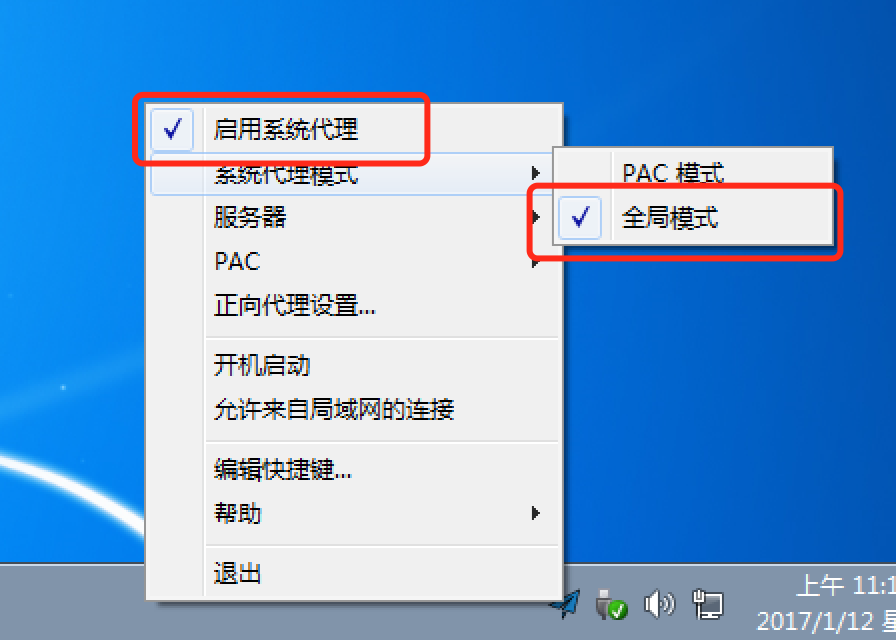 启用系统代理
系统代理模式
PAC 模式
全局模式
服务器
PAC
正向代理设置...
开机启动
允许来自局域网的连接
编辑快捷键...
帮助
退出
上午 11:1
2017/1/12 星